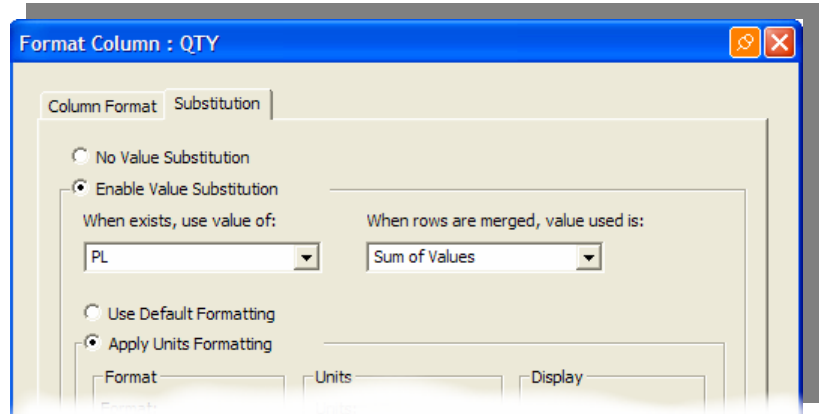 Format Column : QTY
Column Format Substitution
No Value Substitution
Enable Value Substitution
When exists, use value of: When rows are merged, value used is:
PL Sum of Values
Use Default Formatting
Apply Units Formatting
Format Units Display